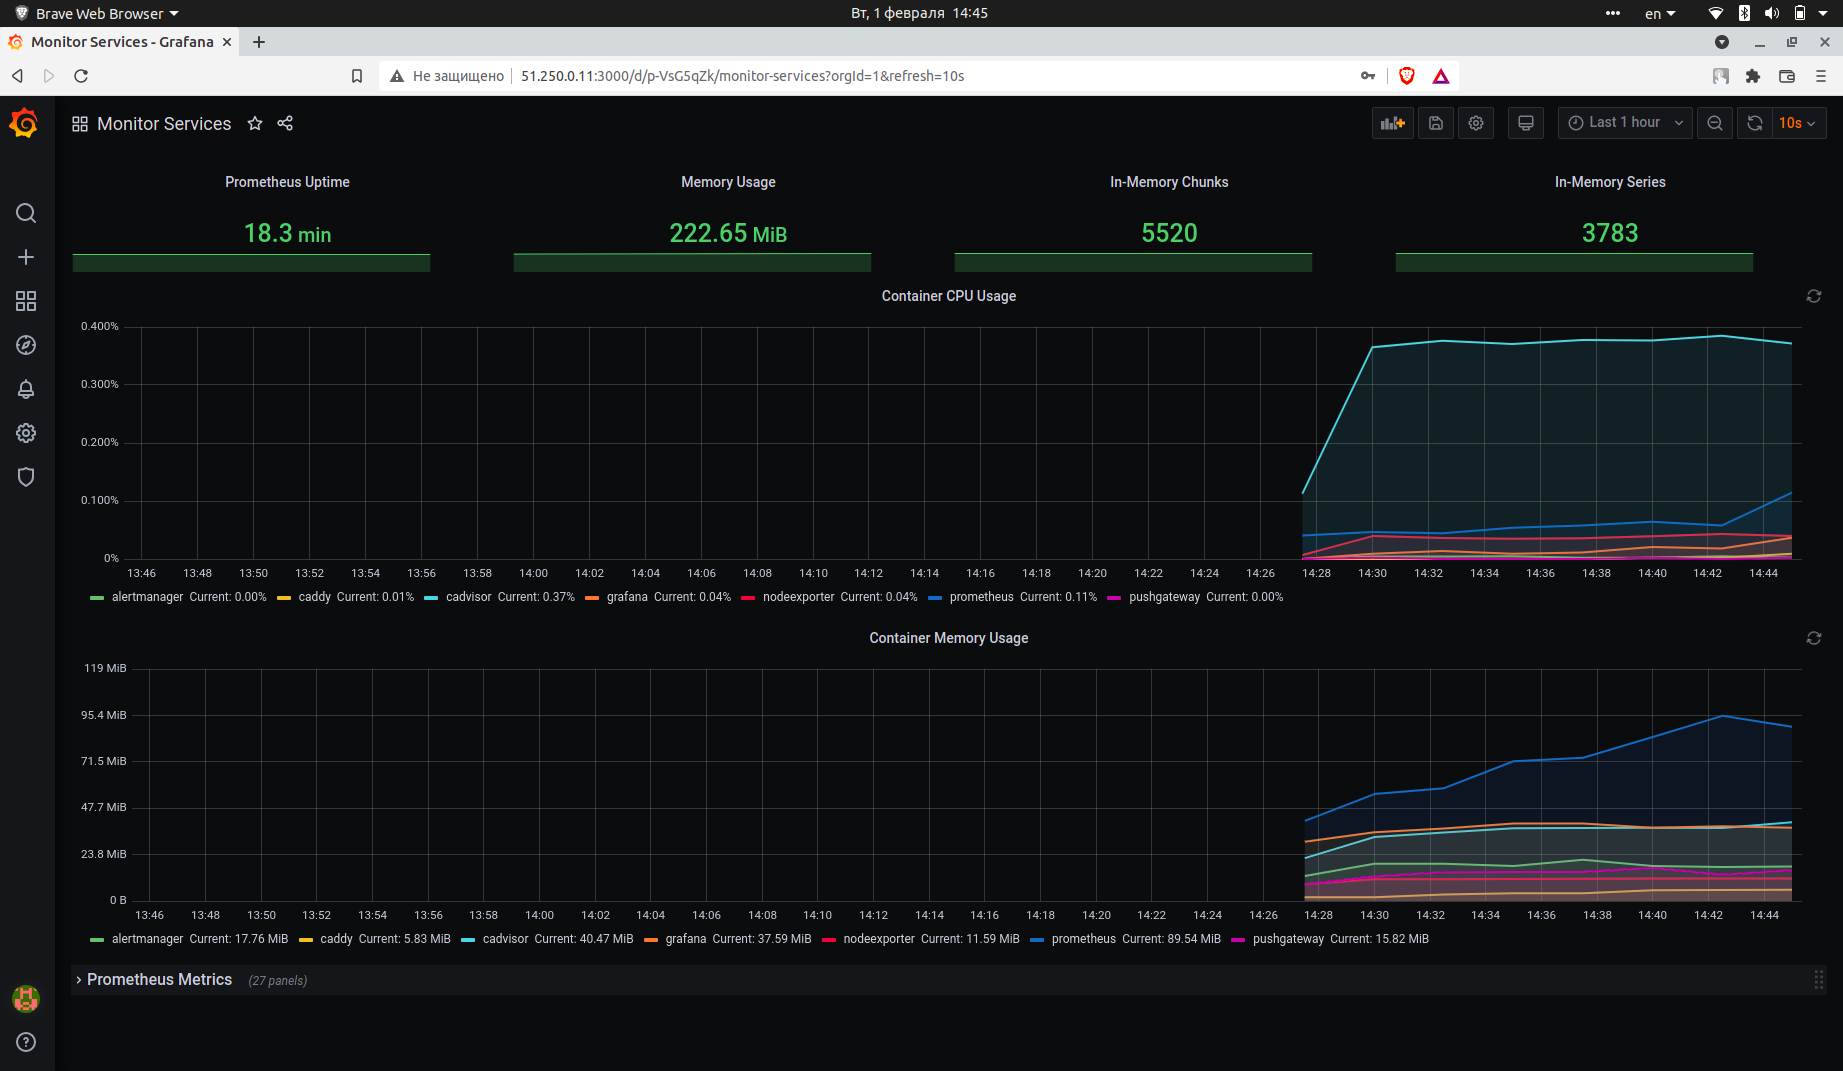 Brave Web Browser
Вт, 1 февраля 14:45
en
Monitor Services - Grafana
Не защищено 51.250.0.11:3000/d/p-VsG5qZk/monitor-services?orgId=1&refresh=10s
Monitor Services
Last 1 hour
10s
Prometheus Uptime Memory Usage In-Memory Chunks In-Memory Series
18.3 min 222.65 MiB 5520 3783
Container CPU Usage
0.400%
0.300%
0.200%
0.100%
0%
13:46 13:48 13:50 13:52 13:54 13:56 13:58 14:00 14:02 14:04 14:06 14:08 14:10 14:12 14:14 14:16 14:18 14:20 14:22 14:24 14:26 14:28 14:30 14:32 14:34 14:36 14:38 14:40 14:42 14:44
alertmanager Current: 0.00% caddy Current: 0.01% cadvisor Current: 0.37% grafana Current: 0.04% nodeexporter Current: 0.04% prometheus Current: 0.11% pushgateway Current: 0.00%
Container Memory Usage
119 MiB
95.4 MiB
71.5 MiB
47.7 MiB
23.8 MiB
0 B
13:46 13:48 13:50 13:52 13:54 13:56 13:58 14:00 14:02 14:04 14:06 14:08 14:10 14:12 14:14 14:16 14:18 14:20 14:22 14:24 14:26 14:28 14:30 14:32 14:34 14:36 14:38 14:40 14:42 14:44
alertmanager Current: 17.76 MiB caddy Current: 5.83 MiB cadvisor Current: 40.47 MiB grafana Current: 37.59 MiB nodeexporter Current: 11.59 MiB prometheus Current: 89.54 MiB pushgateway Current: 15.82 MiB
Prometheus Metrics (27 panels)